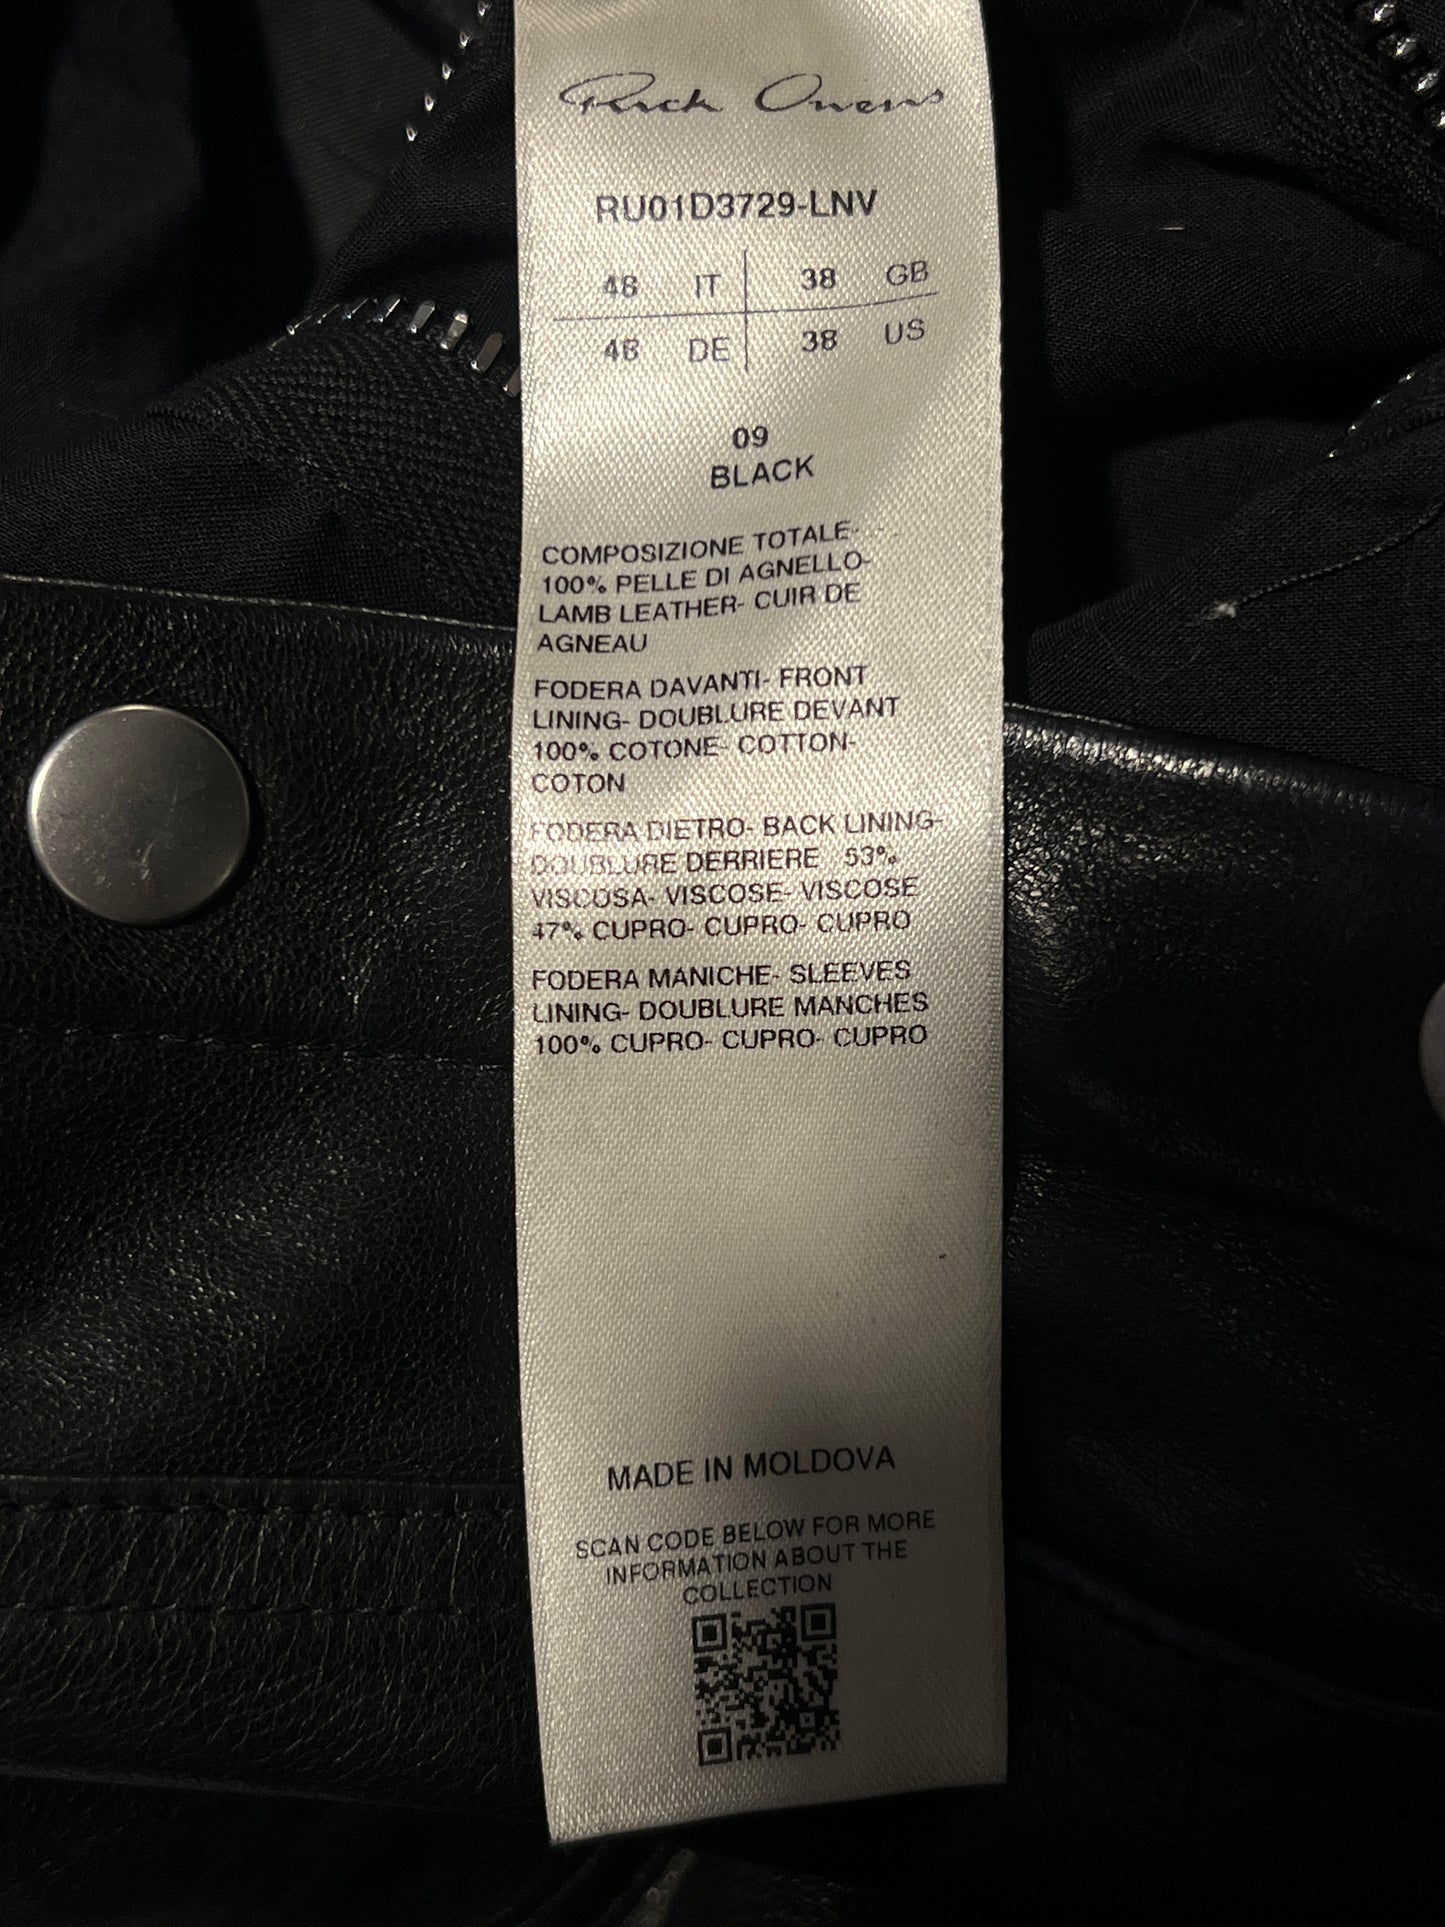 Rick Owens
RU01D3729-LNV
48 IT 38 GB
48 DE 38 US
09
BLACK
COMPOSIZIONE TOTALE-
100% PELLE DI AGNELLO-
LAMB LEATHER- CUIR DE
AGNEAU
FODERA DAVANTI- FRONT
LINING- DOUBLURE DEVANT
100% COTONE- COTTON-
COTON
FODERA DIETRO- BACK LINING-
DOUBLURE DERRIERE 53%
VISCOSA- VISCOSE- VISCOSE
47% CUPRO- CUPRO- CUPRO
FODERA MANICHE- SLEEVES
LINING- DOUBLURE MANCHES
100% CUPRO- CUPRO- CUPRO
MADE IN MOLDOVA
SCAN CODE BELOW FOR MORE
INFORMATION ABOUT THE
COLLECTION